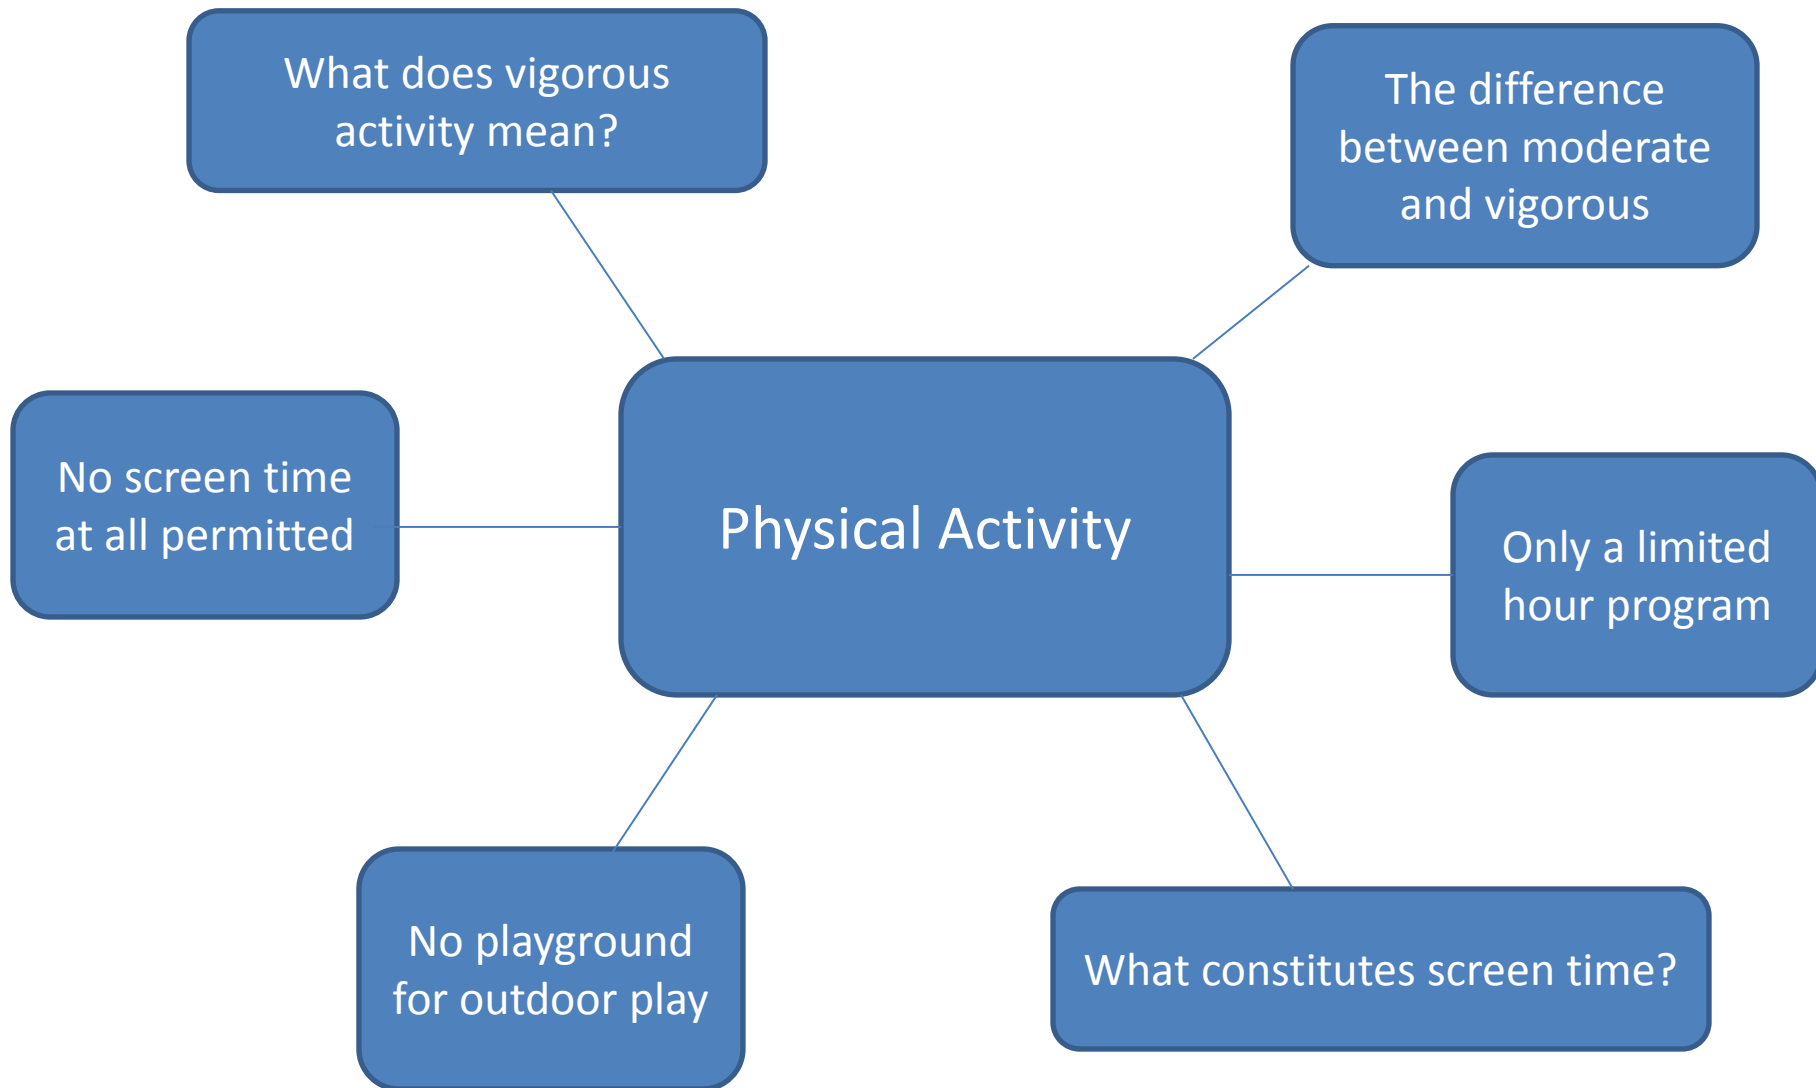 What does vigorous
activity mean?
The difference
between moderate
and vigorous
No screen time
at all permitted
Physical Activity
Only a limited
hour program
No playground
for outdoor play
What constitutes screen time?